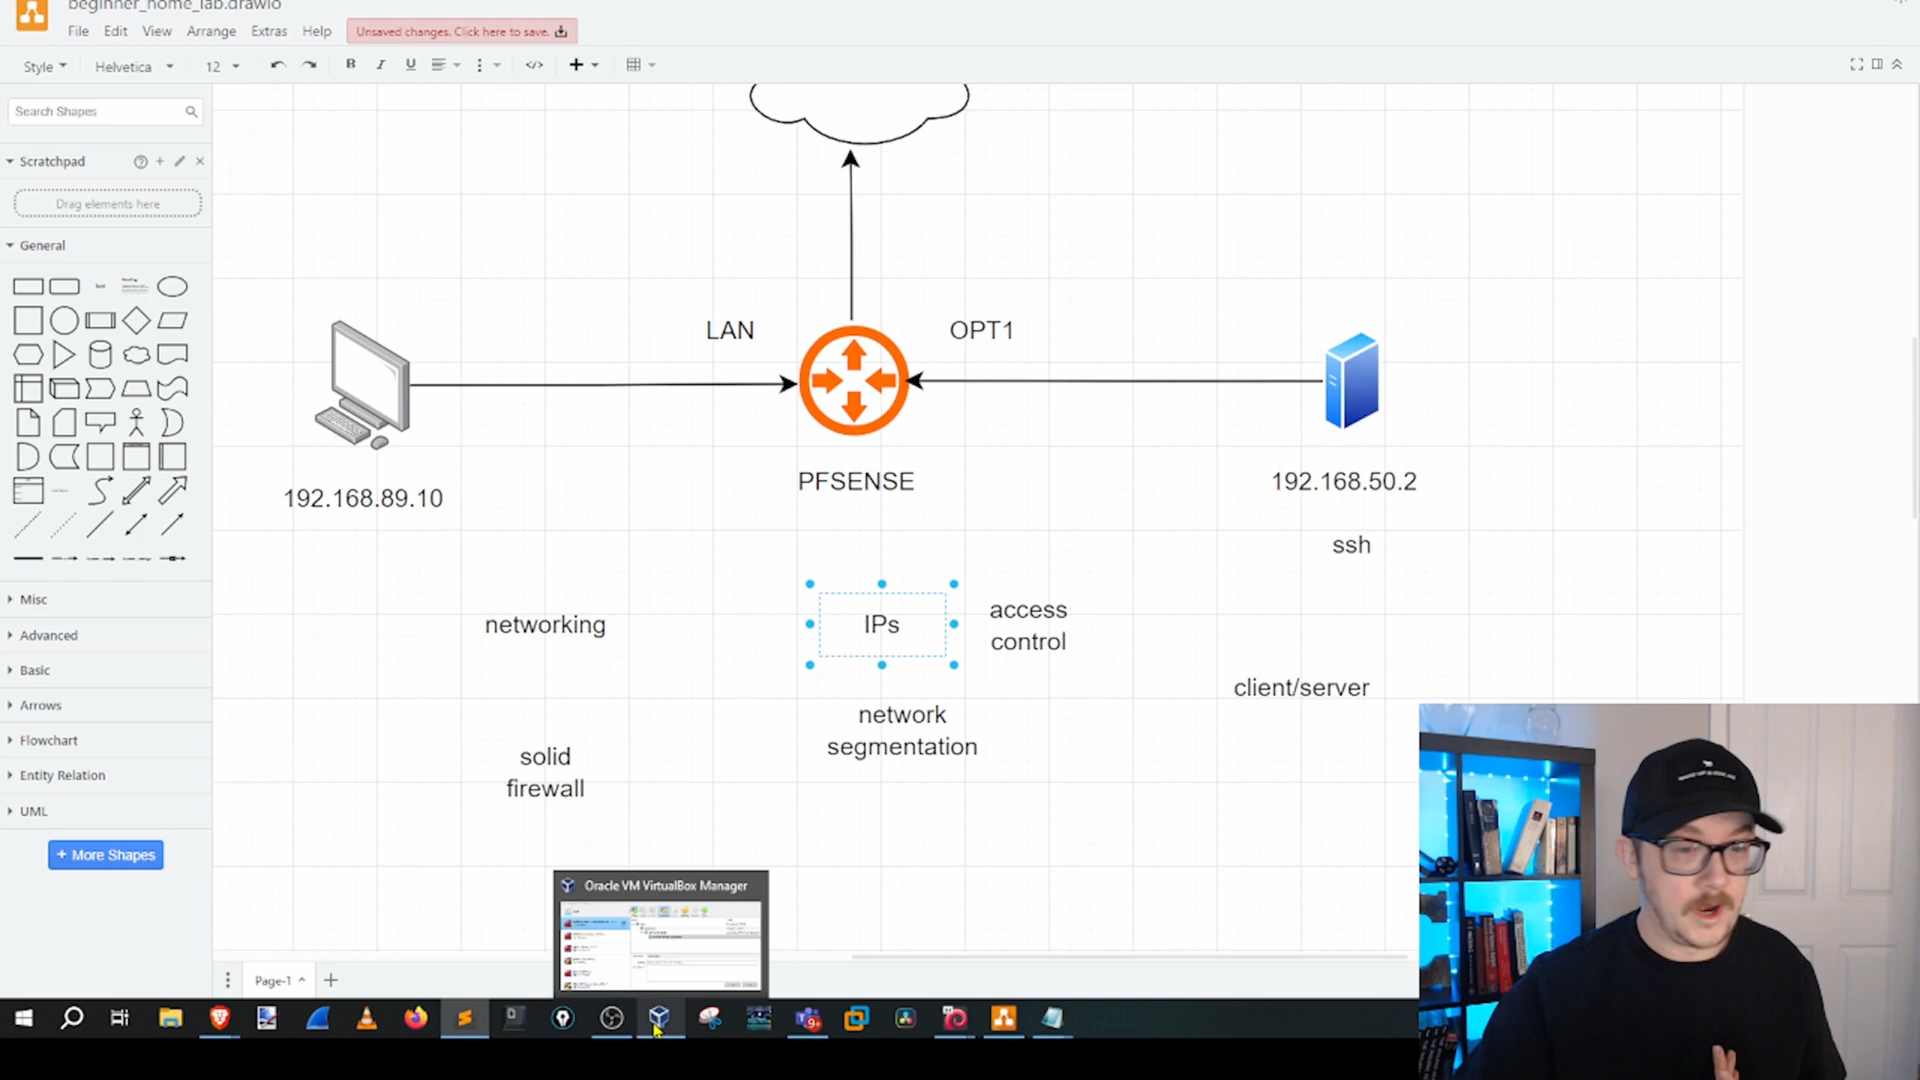 beginner_home_lab.drawio
File Edit View Arrange Extras Help Unsaved changes. Click here to save.
Style Helvetica 12 B I U
Search Shapes
Scratchpad
Drag elements here
General
Misc
Advanced
Basic
Arrows
Flowchart
Entity Relation
UML
+ More Shapes
LAN
OPT1
PFSENSE
192.168.89.10
192.168.50.2
ssh
networking
IPs
access
control
client/server
network
segmentation
solid
firewall
Oracle VM VirtualBox Manager
Page-1
9+